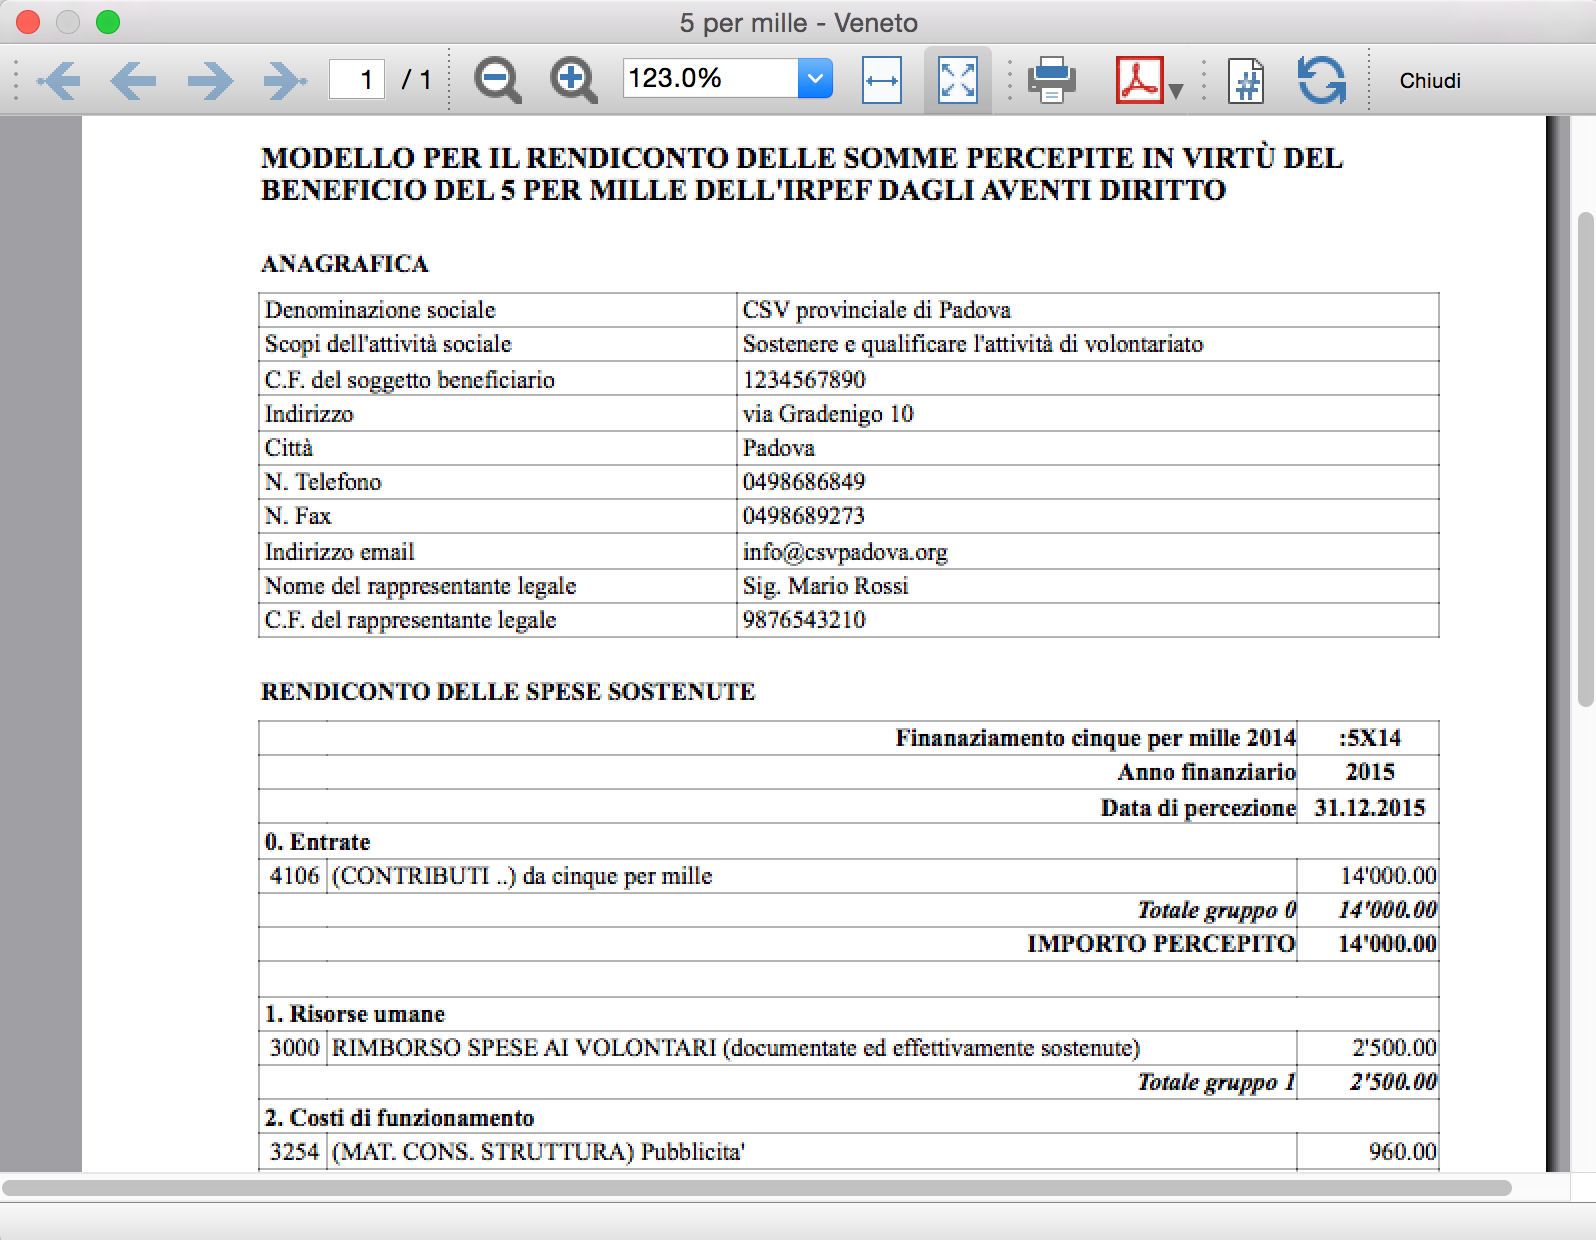 5 per mille - Veneto
1 / 1 123.0% Chiudi
MODELLO PER IL RENDICONTO DELLE SOMME PERCEPITE IN VIRTÙ DEL
BENEFICIO DEL 5 PER MILLE DELL'IRPEF DAGLI AVENTI DIRITTO
ANAGRAFICA
Denominazione sociale CSV provinciale di Padova
Scopi dell'attività sociale Sostenere e qualificare l'attività di volontariato
C.F. del soggetto beneficiario 1234567890
Indirizzo via Gradenigo 10
Città Padova
N. Telefono 0498686849
N. Fax 0498689273
Indirizzo email info@csvpadova.org
Nome del rappresentante legale Sig. Mario Rossi
C.F. del rappresentante legale 9876543210
RENDICONTO DELLE SPESE SOSTENUTE
Finanaziamento cinque per mille 2014 :5X14
Anno finanziario 2015
Data di percezione 31.12.2015
0. Entrate
4106 (CONTRIBUTI ..) da cinque per mille 14'000.00
Totale gruppo 0 14'000.00
IMPORTO PERCEPITO 14'000.00
1. Risorse umane
3000 RIMBORSO SPESE AI VOLONTARI (documentate ed effettivamente sostenute) 2'500.00
Totale gruppo 1 2'500.00
2. Costi di funzionamento
3254 (MAT. CONS. STRUTTURA) Pubblicita' 960.00